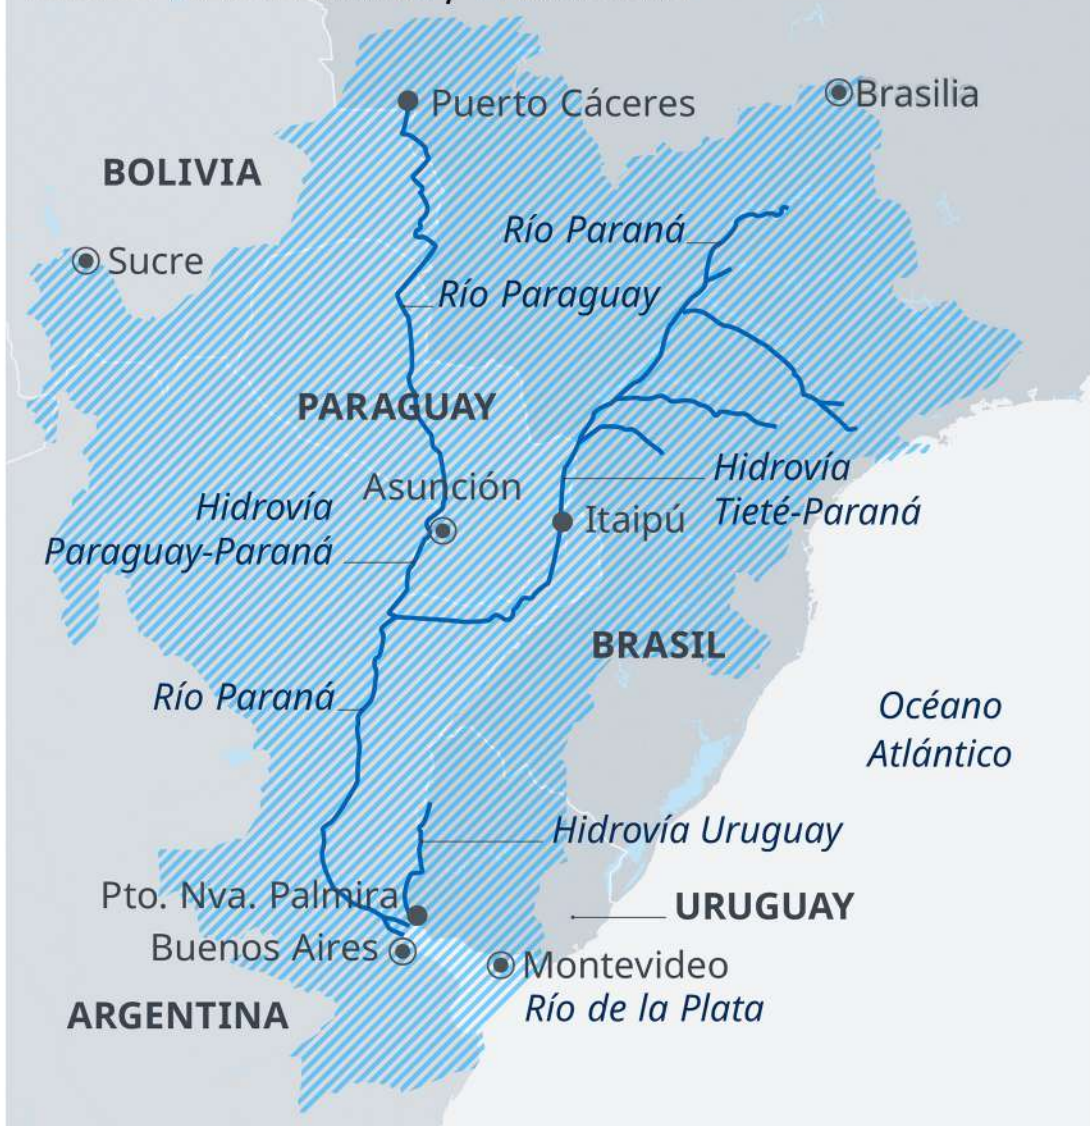 Puerto Cáceres
Brasilia
BOLIVIA
Río Paraná
Sucre
Río Paraguay
PARAGUAY
Hidrovía
Tieté-Paraná
Asunción
Hidrovía
Paraguay-Paraná
Itaipú
BRASIL
Río Paraná
Océano
Atlántico
Hidrovía Uruguay
Pto. Nva. Palmira
URUGUAY
Buenos Aires
Montevideo
Río de la Plata
ARGENTINA